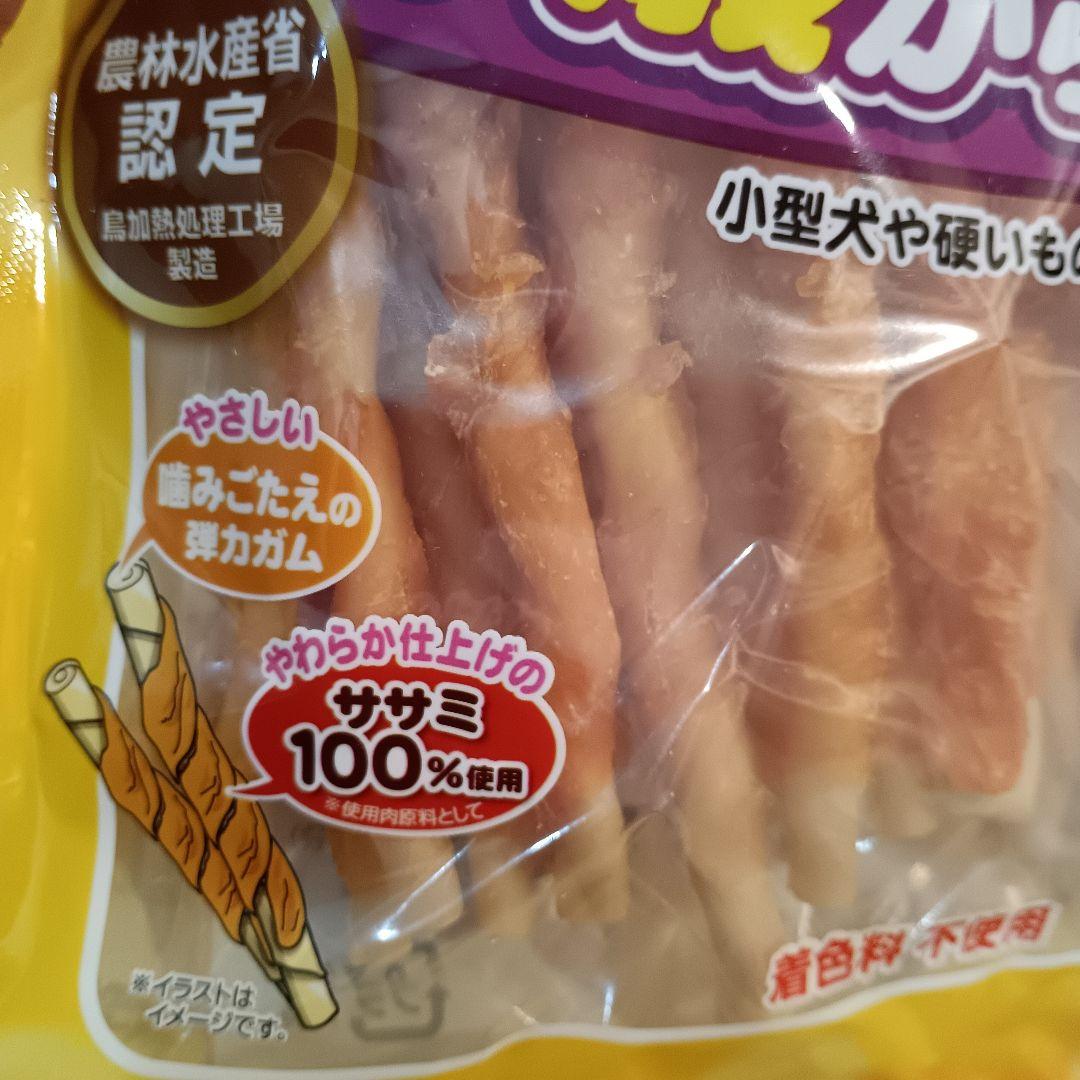 農林水産省
認定
鳥加熱処理工場
製造
が
小型犬や硬いもの
やさしい
噛みごたえの
弾力ガム
やわらか仕上げの
ササミ
100%使用
※使用肉原料として
着色料 不使用
※イラストは
イメージです。